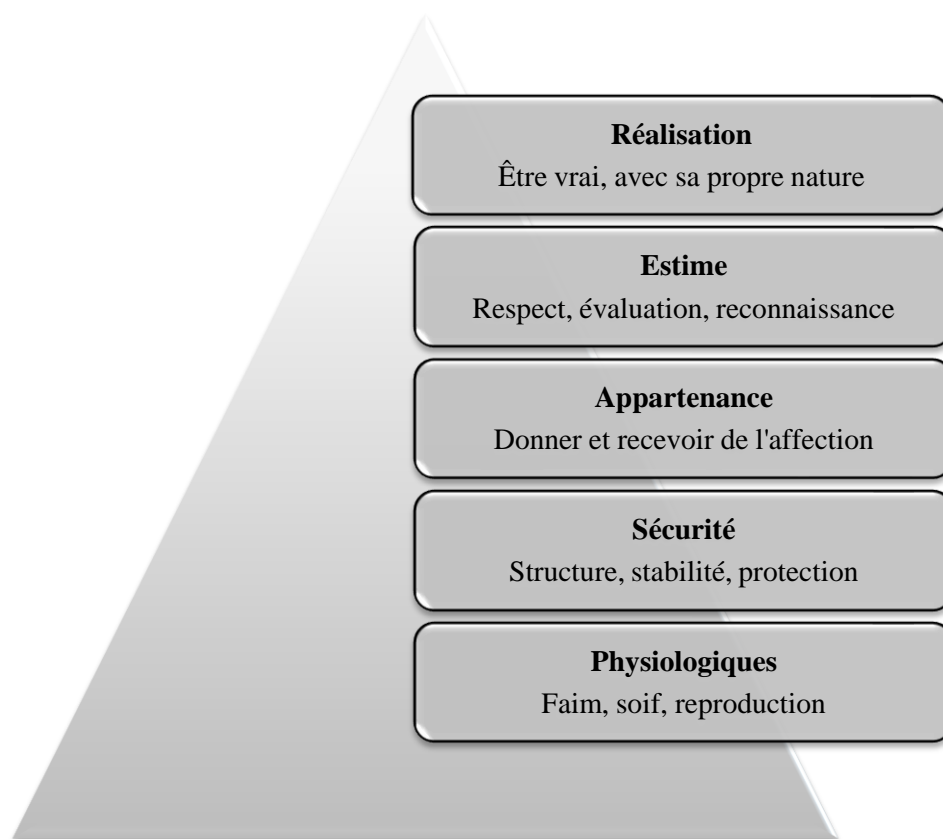 Réalisation
Être vrai, avec sa propre nature
Estime
Respect, évaluation, reconnaissance
Appartenance
Donner et recevoir de l'affection
Sécurité
Structure, stabilité, protection
Physiologiques
Faim, soif, reproduction